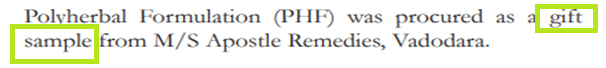 Polyherbal Formulation (PHF) was procured as a gift
sample from M/S Apostle Remedies, Vadodara.